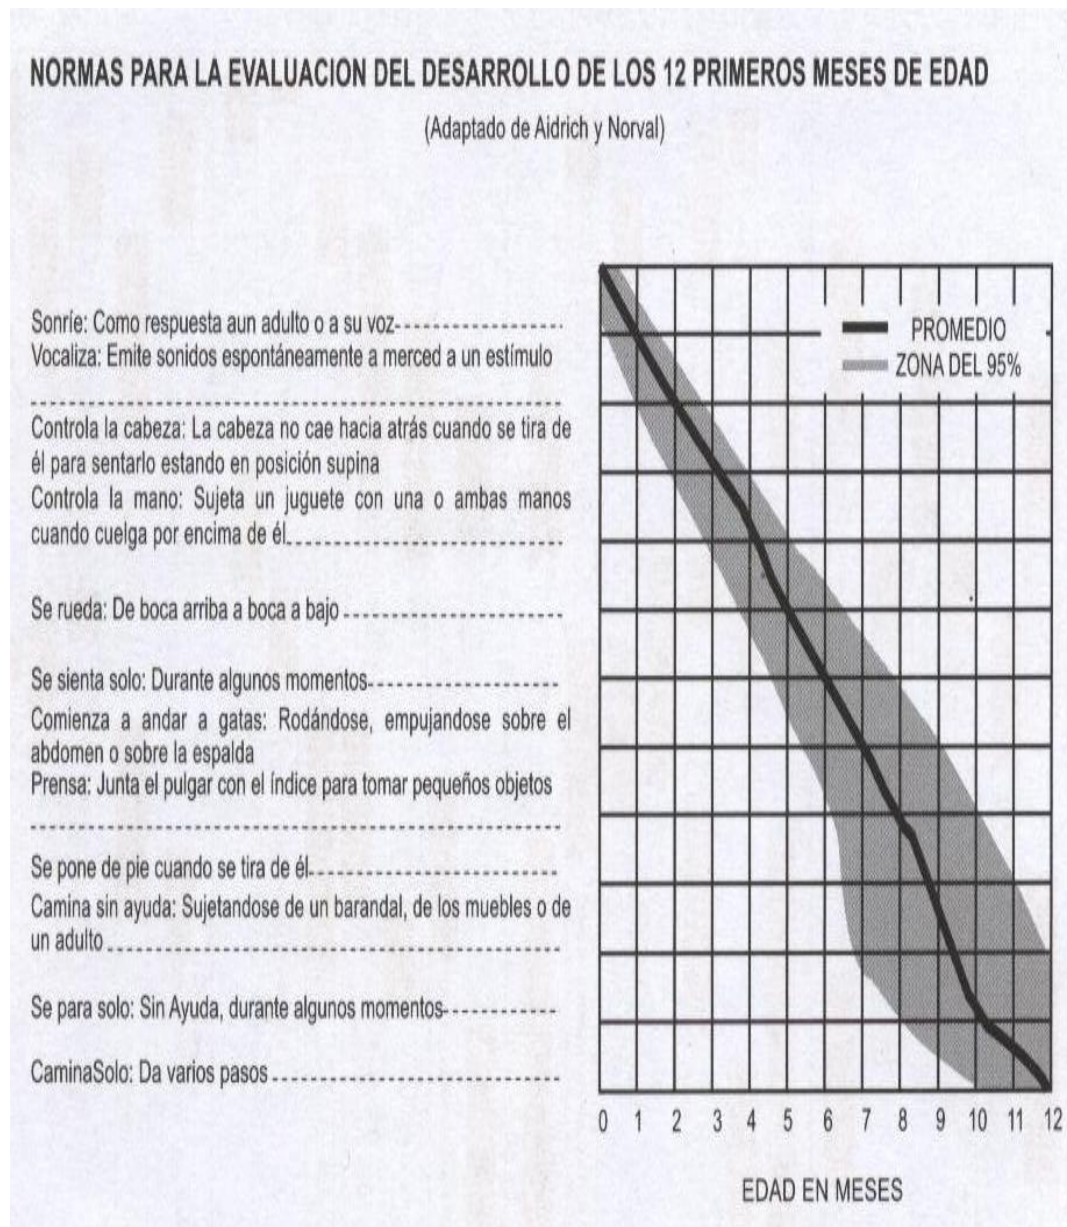 NORMAS PARA LA EVALUACION DEL DESARROLLO DE LOS 12 PRIMEROS MESES DE EDAD
(Adaptado de Aidrich y Norval)
Sonríe: Como respuesta aun adulto o a su voz
Vocaliza: Emite sonidos espontáneamente a merced a un estímulo
Controla la cabeza: La cabeza no cae hacia atrás cuando se tira de
él para sentarlo estando en posición supina
Controla la mano: Sujeta un juguete con una o ambas manos
cuando cuelga por encima de él
Se rueda: De boca arriba a boca a bajo
Se sienta solo: Durante algunos momentos
Comienza a andar a gatas: Rodándose, empujandose sobre el
abdomen o sobre la espalda
Prensa: Junta el pulgar con el índice para tomar pequeños objetos
Se pone de pie cuando se tira de él
Camina sin ayuda: Sujetandose de un barandal, de los muebles o de
un adulto
Se para solo: Sin Ayuda, durante algunos momentos
CaminaSolo: Da varios pasos
PROMEDIO
ZONA DEL 95%
0 1 2 3 4 5 6 7 8 9 10 11 12
EDAD EN MESES